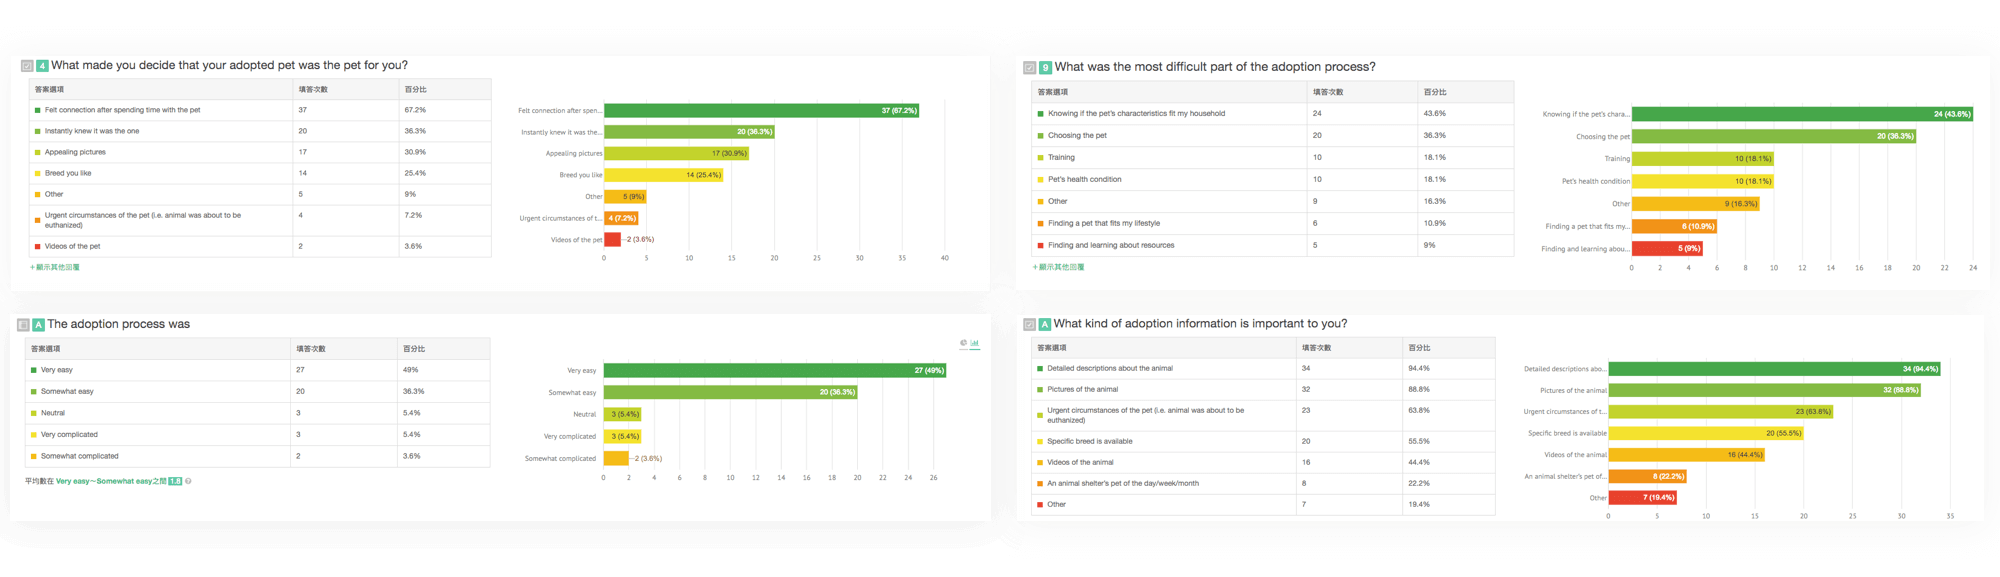 4 What made you decide that your adopted pet was the pet for you?
答案選項 填答次數 百分比
Felt connection after spending time with the pet 37 67.2%
Instantly knew it was the one 20 36.3%
Appealing pictures 17 30.9%
Breed you like 14 25.4%
Other 5 9%
Urgent circumstances of the pet (i.e. animal was about to be
euthanized) 4 7.2%
Videos of the pet 2 3.6%
+顯示其他回覆
Felt connection after spen... 37 (67.2%)
Instantly knew it was the... 20 (36.3%)
Appealing pictures 17 (30.9%)
Breed you like 14 (25.4%)
Other 5 (9%)
Urgent circumstances of t... 4 (7.2%)
Videos of the pet 2 (3.6%)
0 5 10 15 20 25 30 35 40
9 What was the most difficult part of the adoption process?
答案選項 填答次數 百分比
Knowing if the pet's characteristics fit my household 24 43.6%
Choosing the pet 20 36.3%
Training 10 18.1%
Pet's health condition 10 18.1%
Other 9 16.3%
Finding a pet that fits my lifestyle 6 10.9%
Finding and learning about resources 5 9%
+顯示其他回覆
Knowing if the pet's chara... 24 (43.6%)
Choosing the pet 20 (36.3%)
Training 10 (18.1%)
Pet's health condition 10 (18.1%)
Other 9 (16.3%)
Finding a pet that fits my... 6 (10.9%)
Finding and learning abou... 5 (9%)
0 2 4 6 8 10 12 14 16 18 20 22 24
A The adoption process was
答案選項 填答次數 百分比
Very easy 27 49%
Somewhat easy 20 36.3%
Neutral 3 5.4%
Very complicated 3 5.4%
Somewhat complicated 2 3.6%
平均數在 Very easy~Somewhat easy之間 1.8 ?
Very easy 27 (49%)
Somewhat easy 20 (36.3%)
Neutral 3 (5.4%)
Very complicated 3 (5.4%)
Somewhat complicated 2 (3.6%)
0 2 4 6 8 10 12 14 16 18 20 22 24 26
A What kind of adoption information is important to you?
答案選項 填答次數 百分比
Detailed descriptions about the animal 34 94.4%
Pictures of the animal 32 88.8%
Urgent circumstances of the pet (i.e. animal was about to be
euthanized) 23 63.8%
Specific breed is available 20 55.5%
Videos of the animal 16 44.4%
An animal shelter's pet of the day/week/month 8 22.2%
Other 7 19.4%
Detailed descriptions abo... 34 (94.4%)
Pictures of the animal 32 (88.8%)
Urgent circumstances of t... 23 (63.8%)
Specific breed is available 20 (55.5%)
Videos of the animal 16 (44.4%)
An animal shelter's pet of... 8 (22.2%)
Other 7 (19.4%)
0 5 10 15 20 25 30 35